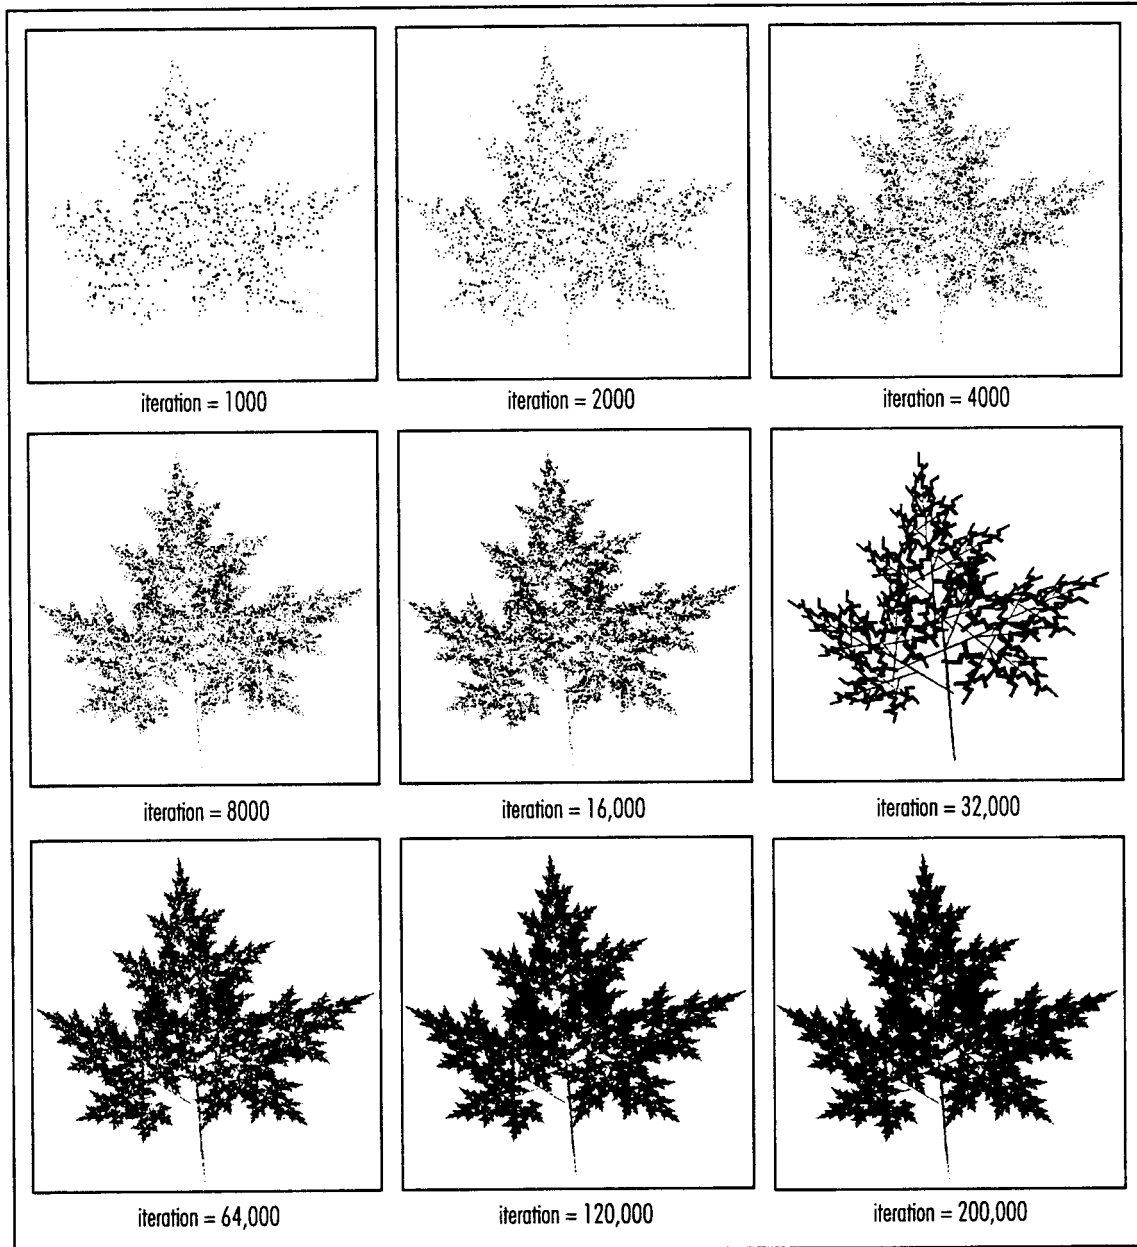 iteration = 1000
iteration = 2000
iteration = 4000
iteration = 8000
iteration = 16,000
iteration = 32,000
iteration = 64,000
iteration = 120,000
iteration = 200,000